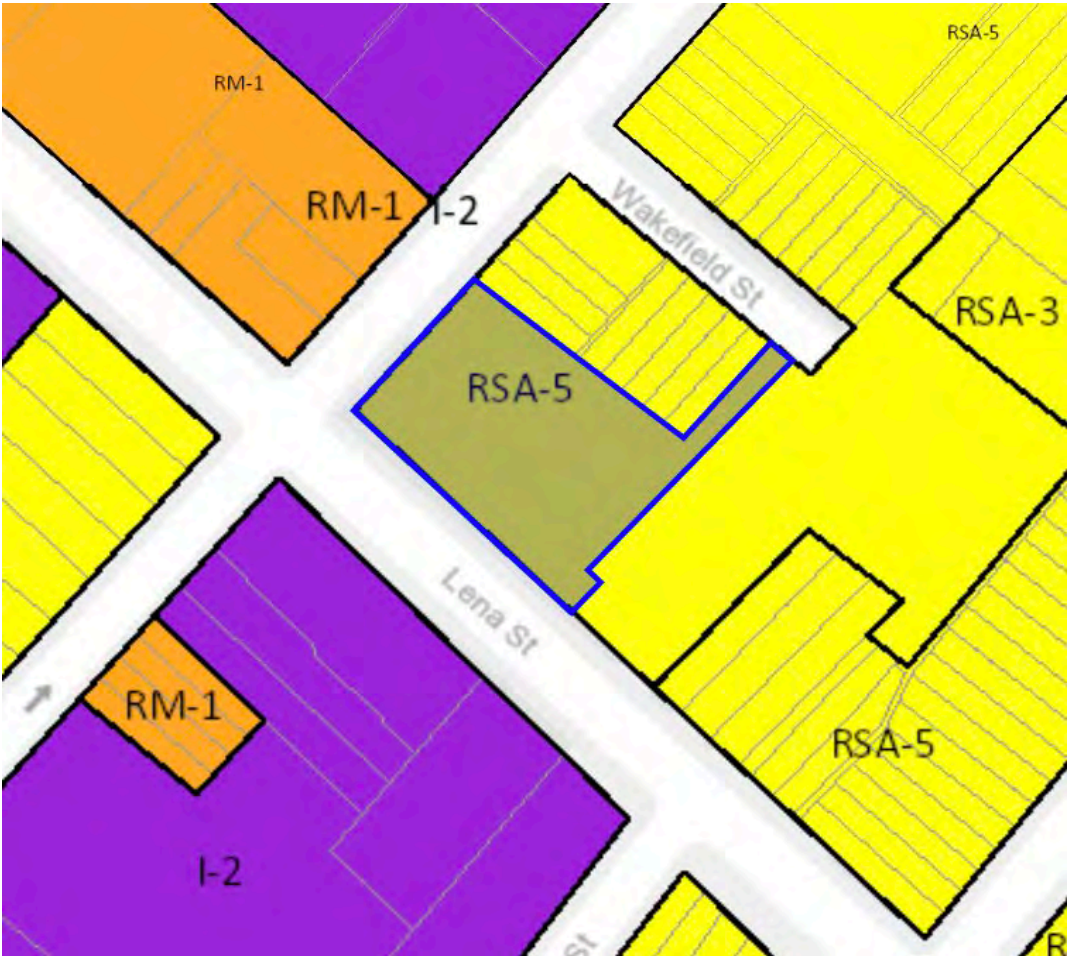 RSA-5
RM-1
RM-1
I-2
Wakefield St
RSA-3
RSA-5
Lena St
RM-1
RSA-5
I-2
St
R